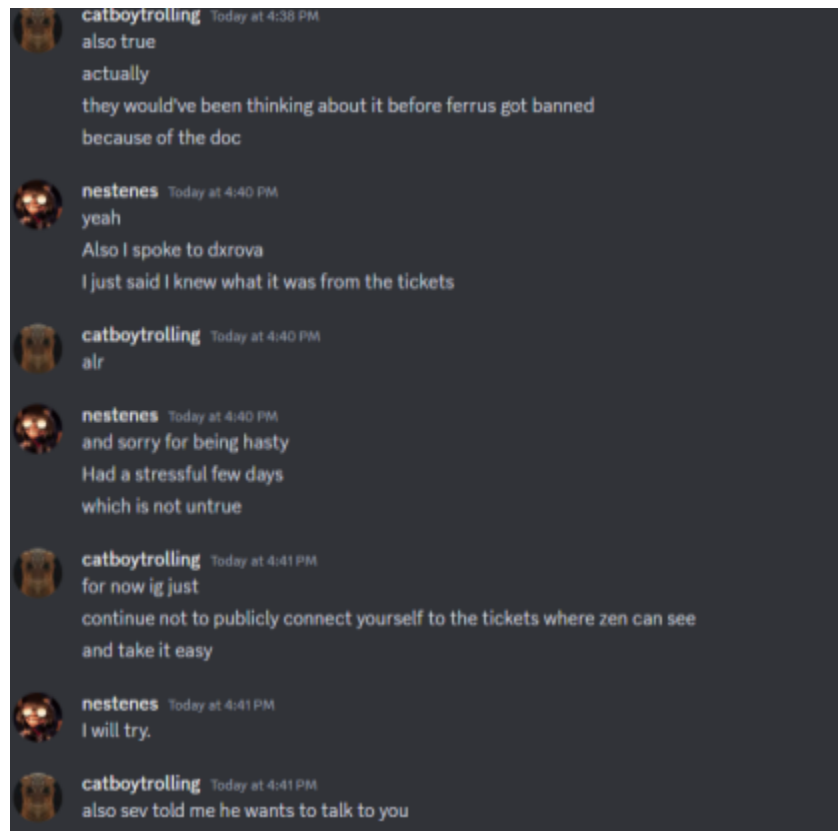 catboytrolling Today at 4:38 PM
also true
actually
they would've been thinking about it before ferrus got banned
because of the doc
nestenes Today at 4:40 PM
yeah
Also I spoke to dxrova
I just said I knew what it was from the tickets
catboytrolling Today at 4:40 PM
alr
nestenes Today at 4:40 PM
and sorry for being hasty
Had a stressful few days
which is not untrue
catboytrolling Today at 4:41 PM
for now ig just
continue not to publicly connect yourself to the tickets where zen can see
and take it easy
nestenes Today at 4:41 PM
I will try.
catboytrolling Today at 4:41 PM
also sev told me he wants to talk to you